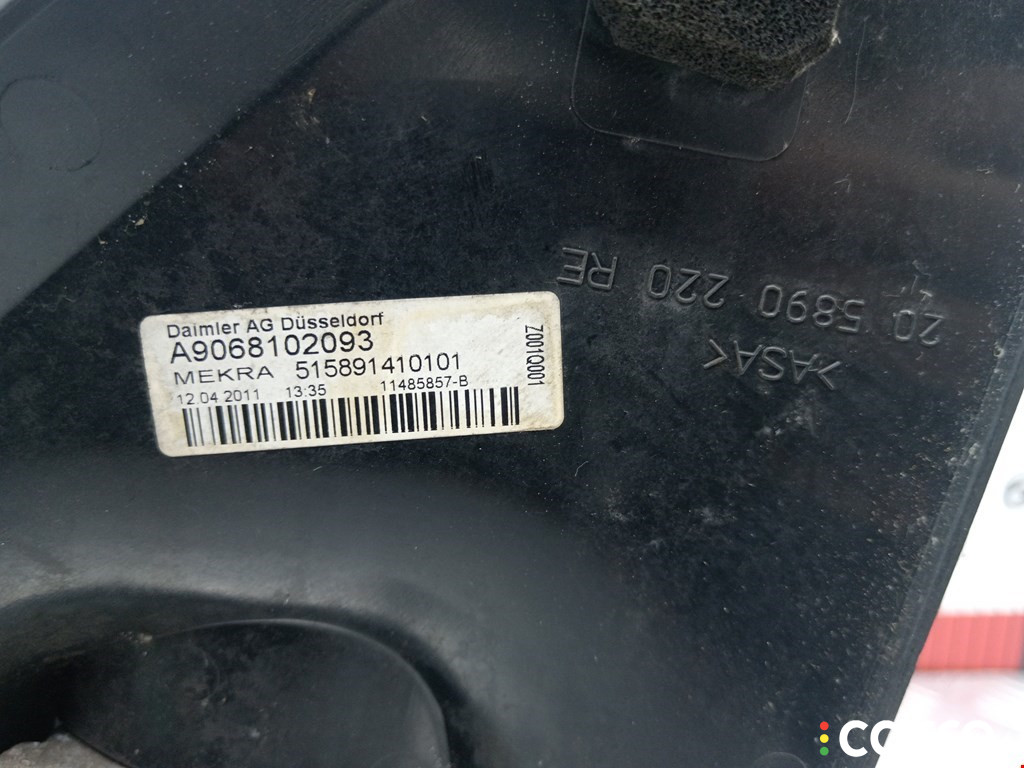 Daimler AG Düsseldorf
A9068102093
MEKRA 515891410101
12.04.2011 13:35 11485857-B
Z001Q001
20 5890 220 RE
>ASA<